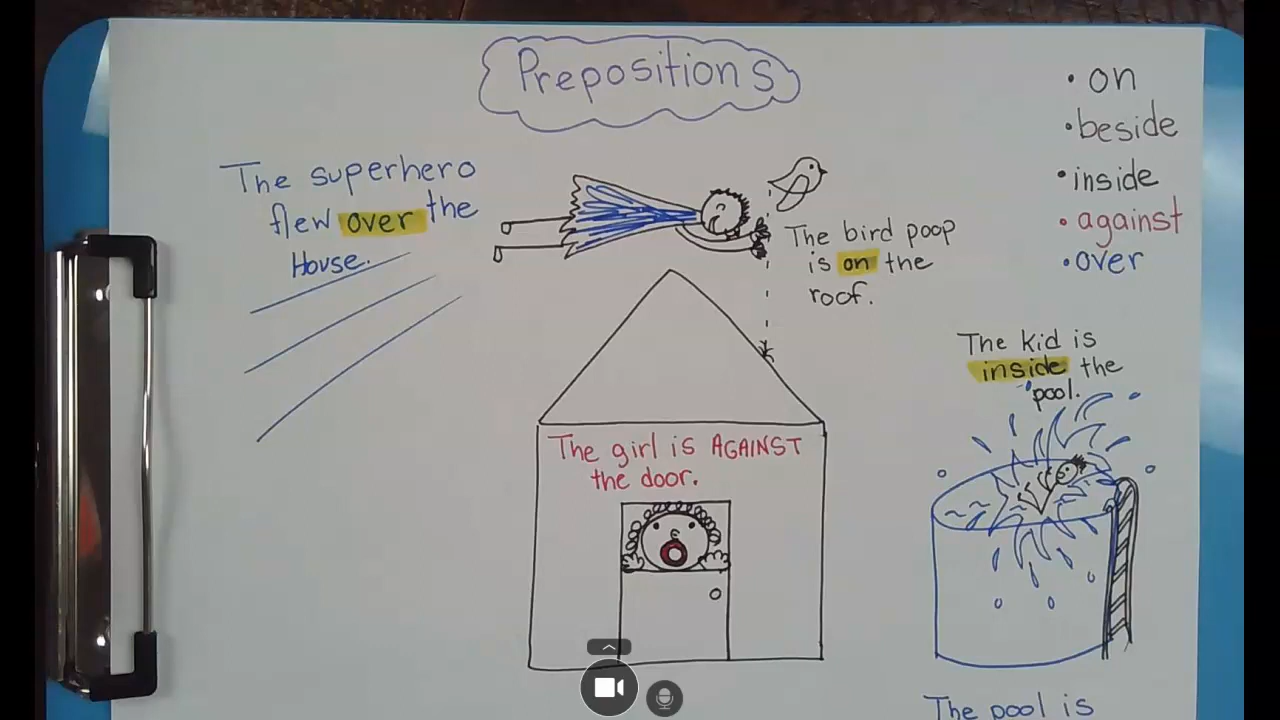 Prepositions
The superhero
flew over the
House.
The bird poop
is on the
roof.
• on
• beside
• inside
• against
• over
The kid is
inside the
pool.
The girl is AGAINST
the door.
The pool is